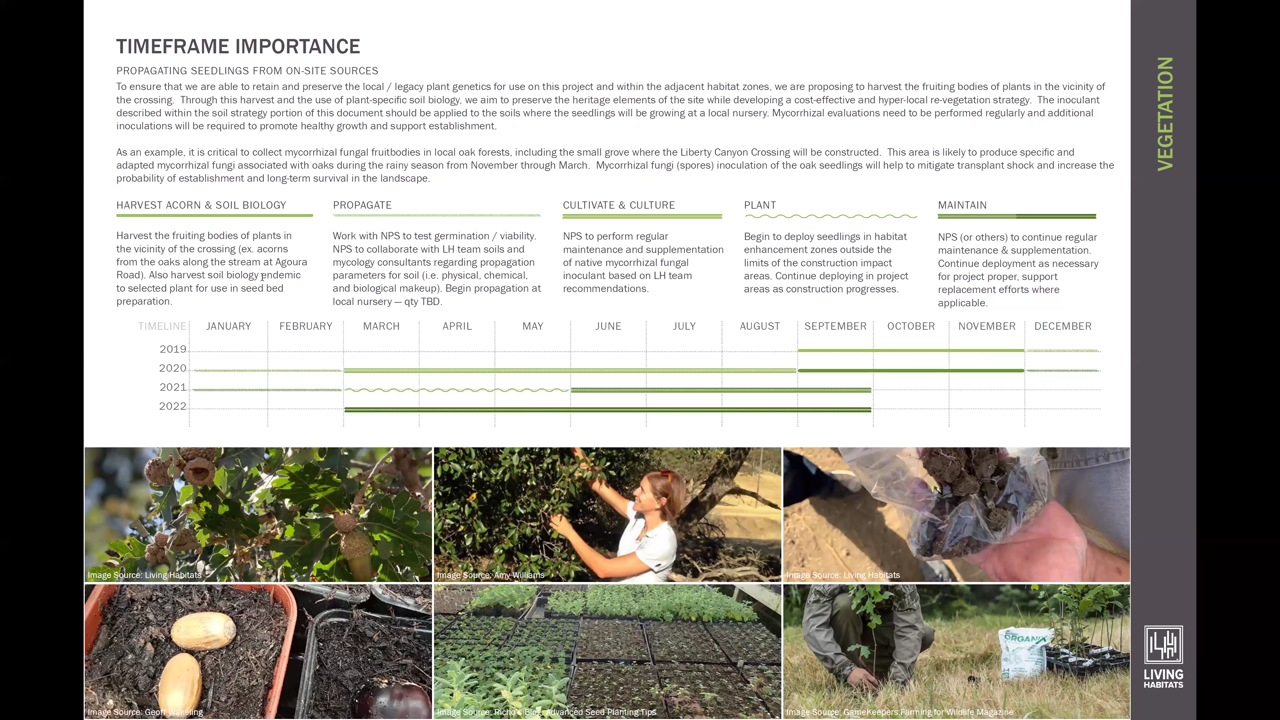 TIMEFRAME IMPORTANCE
PROPAGATING SEEDLINGS FROM ON-SITE SOURCES
To ensure that we are able to retain and preserve the local / legacy plant genetics for use on this project and within the adjacent habitat zones, we are proposing to harvest the fruiting bodies of plants in the vicinity of
the crossing. Through this harvest and the use of plant-specific soil biology, we aim to preserve the heritage elements of the site while developing a cost-effective and hyper-local re-vegetation strategy. The inoculant
described within the soil strategy portion of this document should be applied to the soils where the seedlings will be growing at a local nursery. Mycorrhizal evaluations need to be performed regularly and additional
inoculations will be required to promote healthy growth and support establishment.
As an example, it is critical to collect mycorrhizal fungal fruitbodies in local oak forests, including the small grove where the Liberty Canyon Crossing will be constructed. This area is likely to produce specific and
adapted mycorrhizal fungi associated with oaks during the rainy season from November through March. Mycorrhizal fungi (spores) inoculation of the oak seedlings will help to mitigate transplant shock and increase the
probability of establishment and long-term survival in the landscape.
HARVEST ACORN & SOIL BIOLOGY
Harvest the fruiting bodies of plants in
the vicinity of the crossing (ex. acorns
from the oaks along the stream at Agoura
Road). Also harvest soil biology endemic
to selected plant for use in seed bed
preparation.
PROPAGATE
Work with NPS to test germination / viability.
NPS to collaborate with LH team soils and
mycology consultants regarding propagation
parameters for soil (i.e. physical, chemical,
and biological makeup). Begin propagation at
local nursery — qty TBD.
CULTIVATE & CULTURE
NPS to perform regular
maintenance and supplementation
of native mycorrhizal fungal
inoculant based on LH team
recommendations.
PLANT
Begin to deploy seedlings in habitat
enhancement zones outside the
limits of the construction impact
areas. Continue deploying in project
areas as construction progresses.
MAINTAIN
NPS (or others) to continue regular
maintenance & supplementation.
Continue deployment as necessary
for project proper, support
replacement efforts where
applicable.
TIMELINE JANUARY FEBRUARY MARCH APRIL MAY JUNE JULY AUGUST SEPTEMBER OCTOBER NOVEMBER DECEMBER
2019
2020
2021
2022
Image Source: Living Habitats
Image Source: Amy Williams
Image Source: Living Habitats
ORGANIX
Image Source: Geoff
Image Source: Advanced Seed Planting Tips
Image Source: GameKeepers Farming for Wildlife Magazine
VEGETATION
LIVING
HABITATS